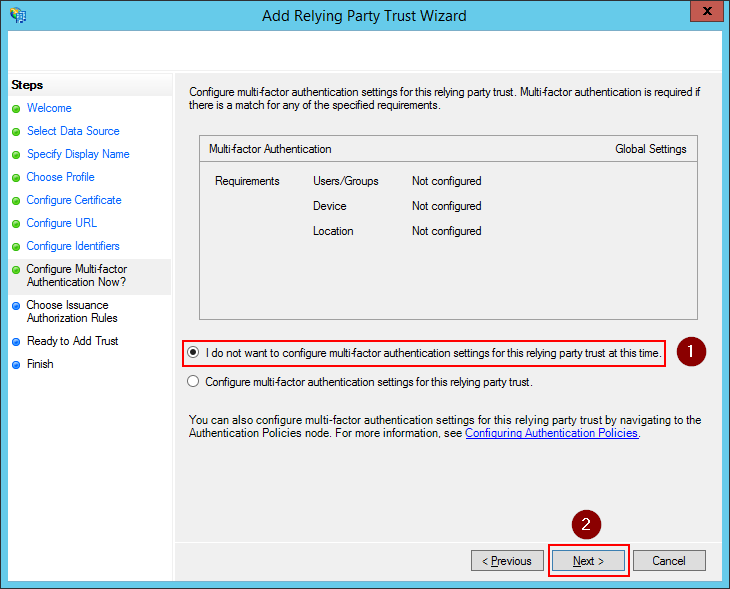 Add Relying Party Trust Wizard
x
Steps
Welcome
Select Data Source
Specify Display Name
Choose Profile
Configure Certificate
Configure URL
Configure Identifiers
Configure Multi-factor
Authentication Now?
Choose Issuance
Authorization Rules
Ready to Add Trust
Finish
Configure multi-factor authentication settings for this relying party trust. Multi-factor authentication is required if
there is a match for any of the specified requirements.
Multi-factor Authentication Global Settings
Requirements Users/Groups Not configured
Device Not configured
Location Not configured
I do not want to configure multi-factor authentication settings for this relying party trust at this time. 1
Configure multi-factor authentication settings for this relying party trust.
You can also configure multi-factor authentication settings for this relying party trust by navigating to the
Authentication Policies node. For more information, see Configuring Authentication Policies.
2
< Previous Next > Cancel